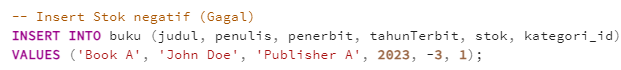 -- Insert Stok negatif (Gagal)
INSERT INTO buku (judul, penulis, penerbit, tahunTerbit, stok, kategori_id)
VALUES ('Book A', 'John Doe', 'Publisher A', 2023, -3, 1);